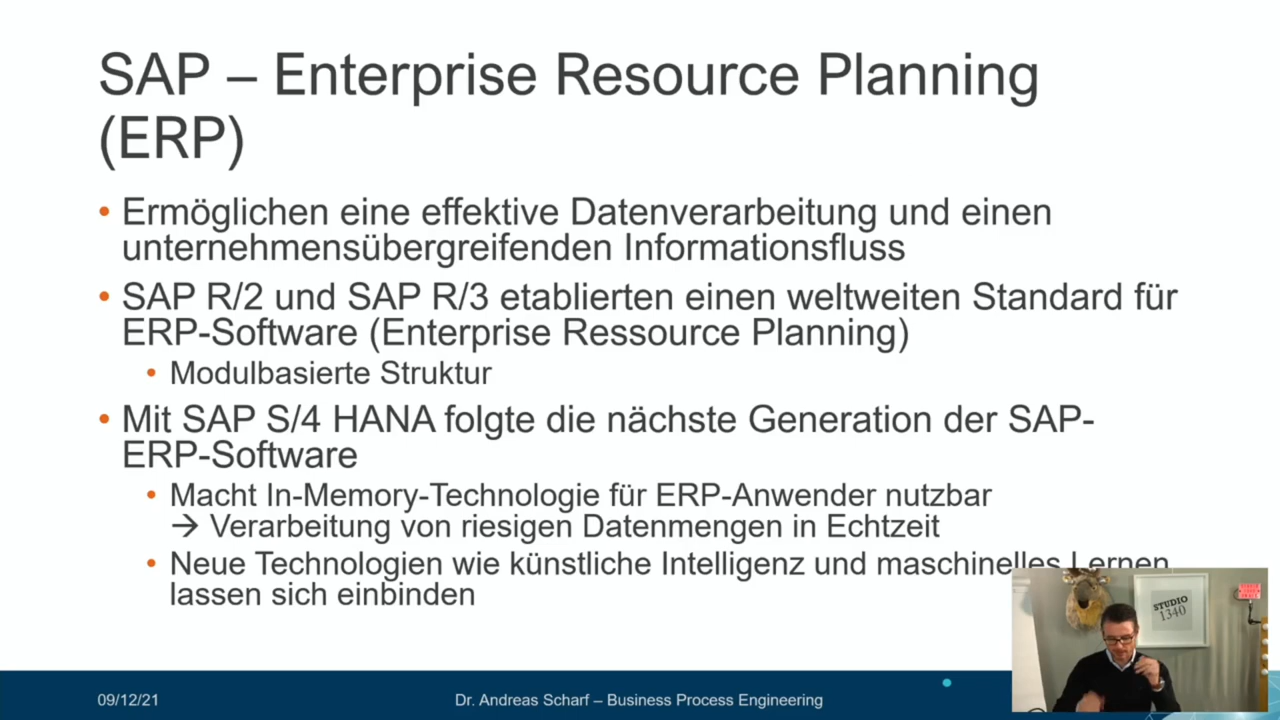 SAP – Enterprise Resource Planning
(ERP)
• Ermöglichen eine effektive Datenverarbeitung und einen
unternehmensübergreifenden Informationsfluss
• SAP R/2 und SAP R/3 etablierten einen weltweiten Standard für
ERP-Software (Enterprise Ressource Planning)
• Modulbasierte Struktur
• Mit SAP S/4 HANA folgte die nächste Generation der SAP-
ERP-Software
• Macht In-Memory-Technologie für ERP-Anwender nutzbar
→ Verarbeitung von riesigen Datenmengen in Echtzeit
• Neue Technologien wie künstliche Intelligenz und maschinelles Lernen
lassen sich einbinden
STUDIO
1340
09/12/21
Dr. Andreas Scharf – Business Process Engineering